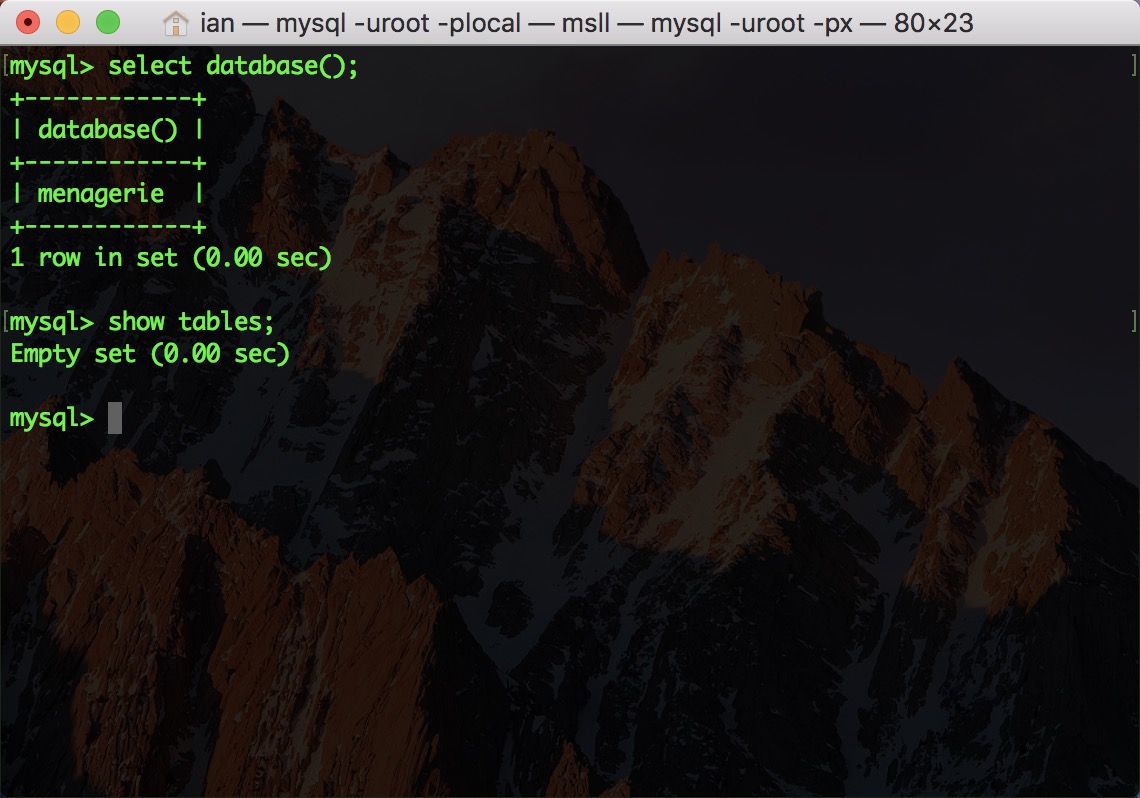 ian — mysql -uroot -plocal — msll — mysql -uroot -px — 80×23
[mysql> select database(); ]
+------------+
| database() |
+------------+
| menagerie  |
+------------+
1 row in set (0.00 sec)
[mysql> show tables; ]
Empty set (0.00 sec)
mysql>